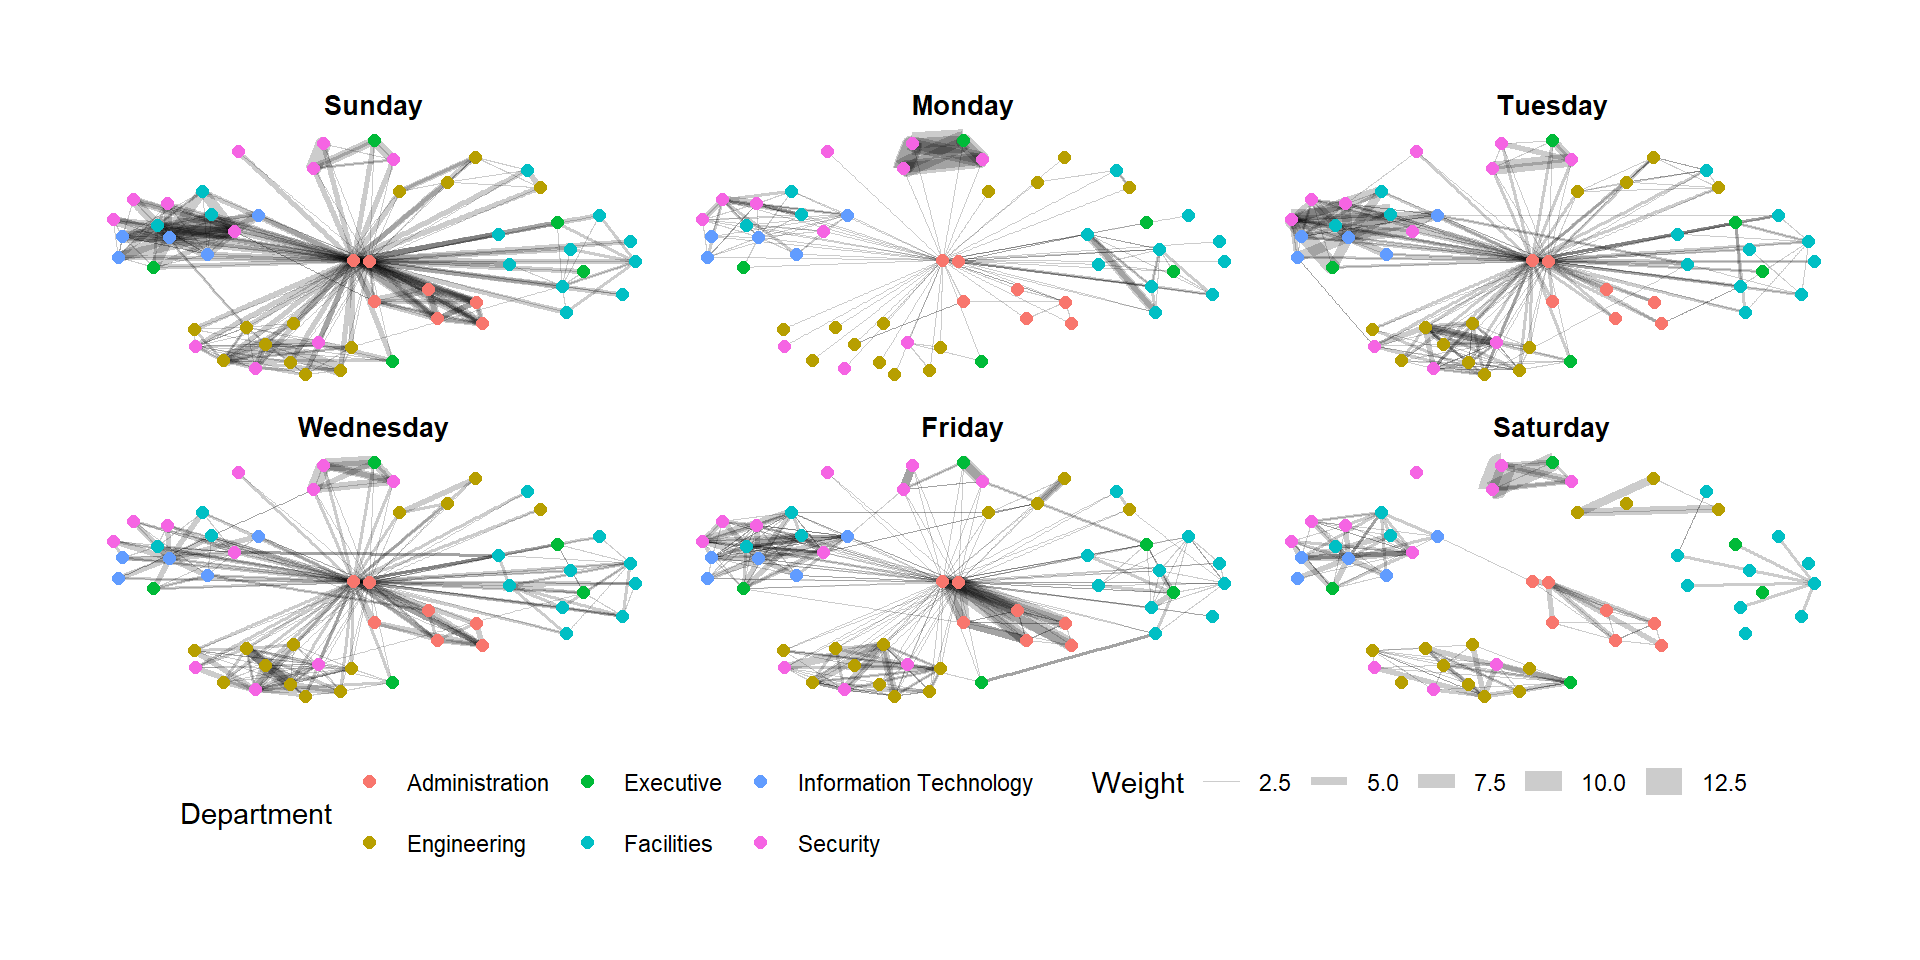 Sunday
Monday
Tuesday
Wednesday
Friday
Saturday
Department
Administration
Executive
Information Technology
Engineering
Facilities
Security
Weight
2.5
5.0
7.5
10.0
12.5